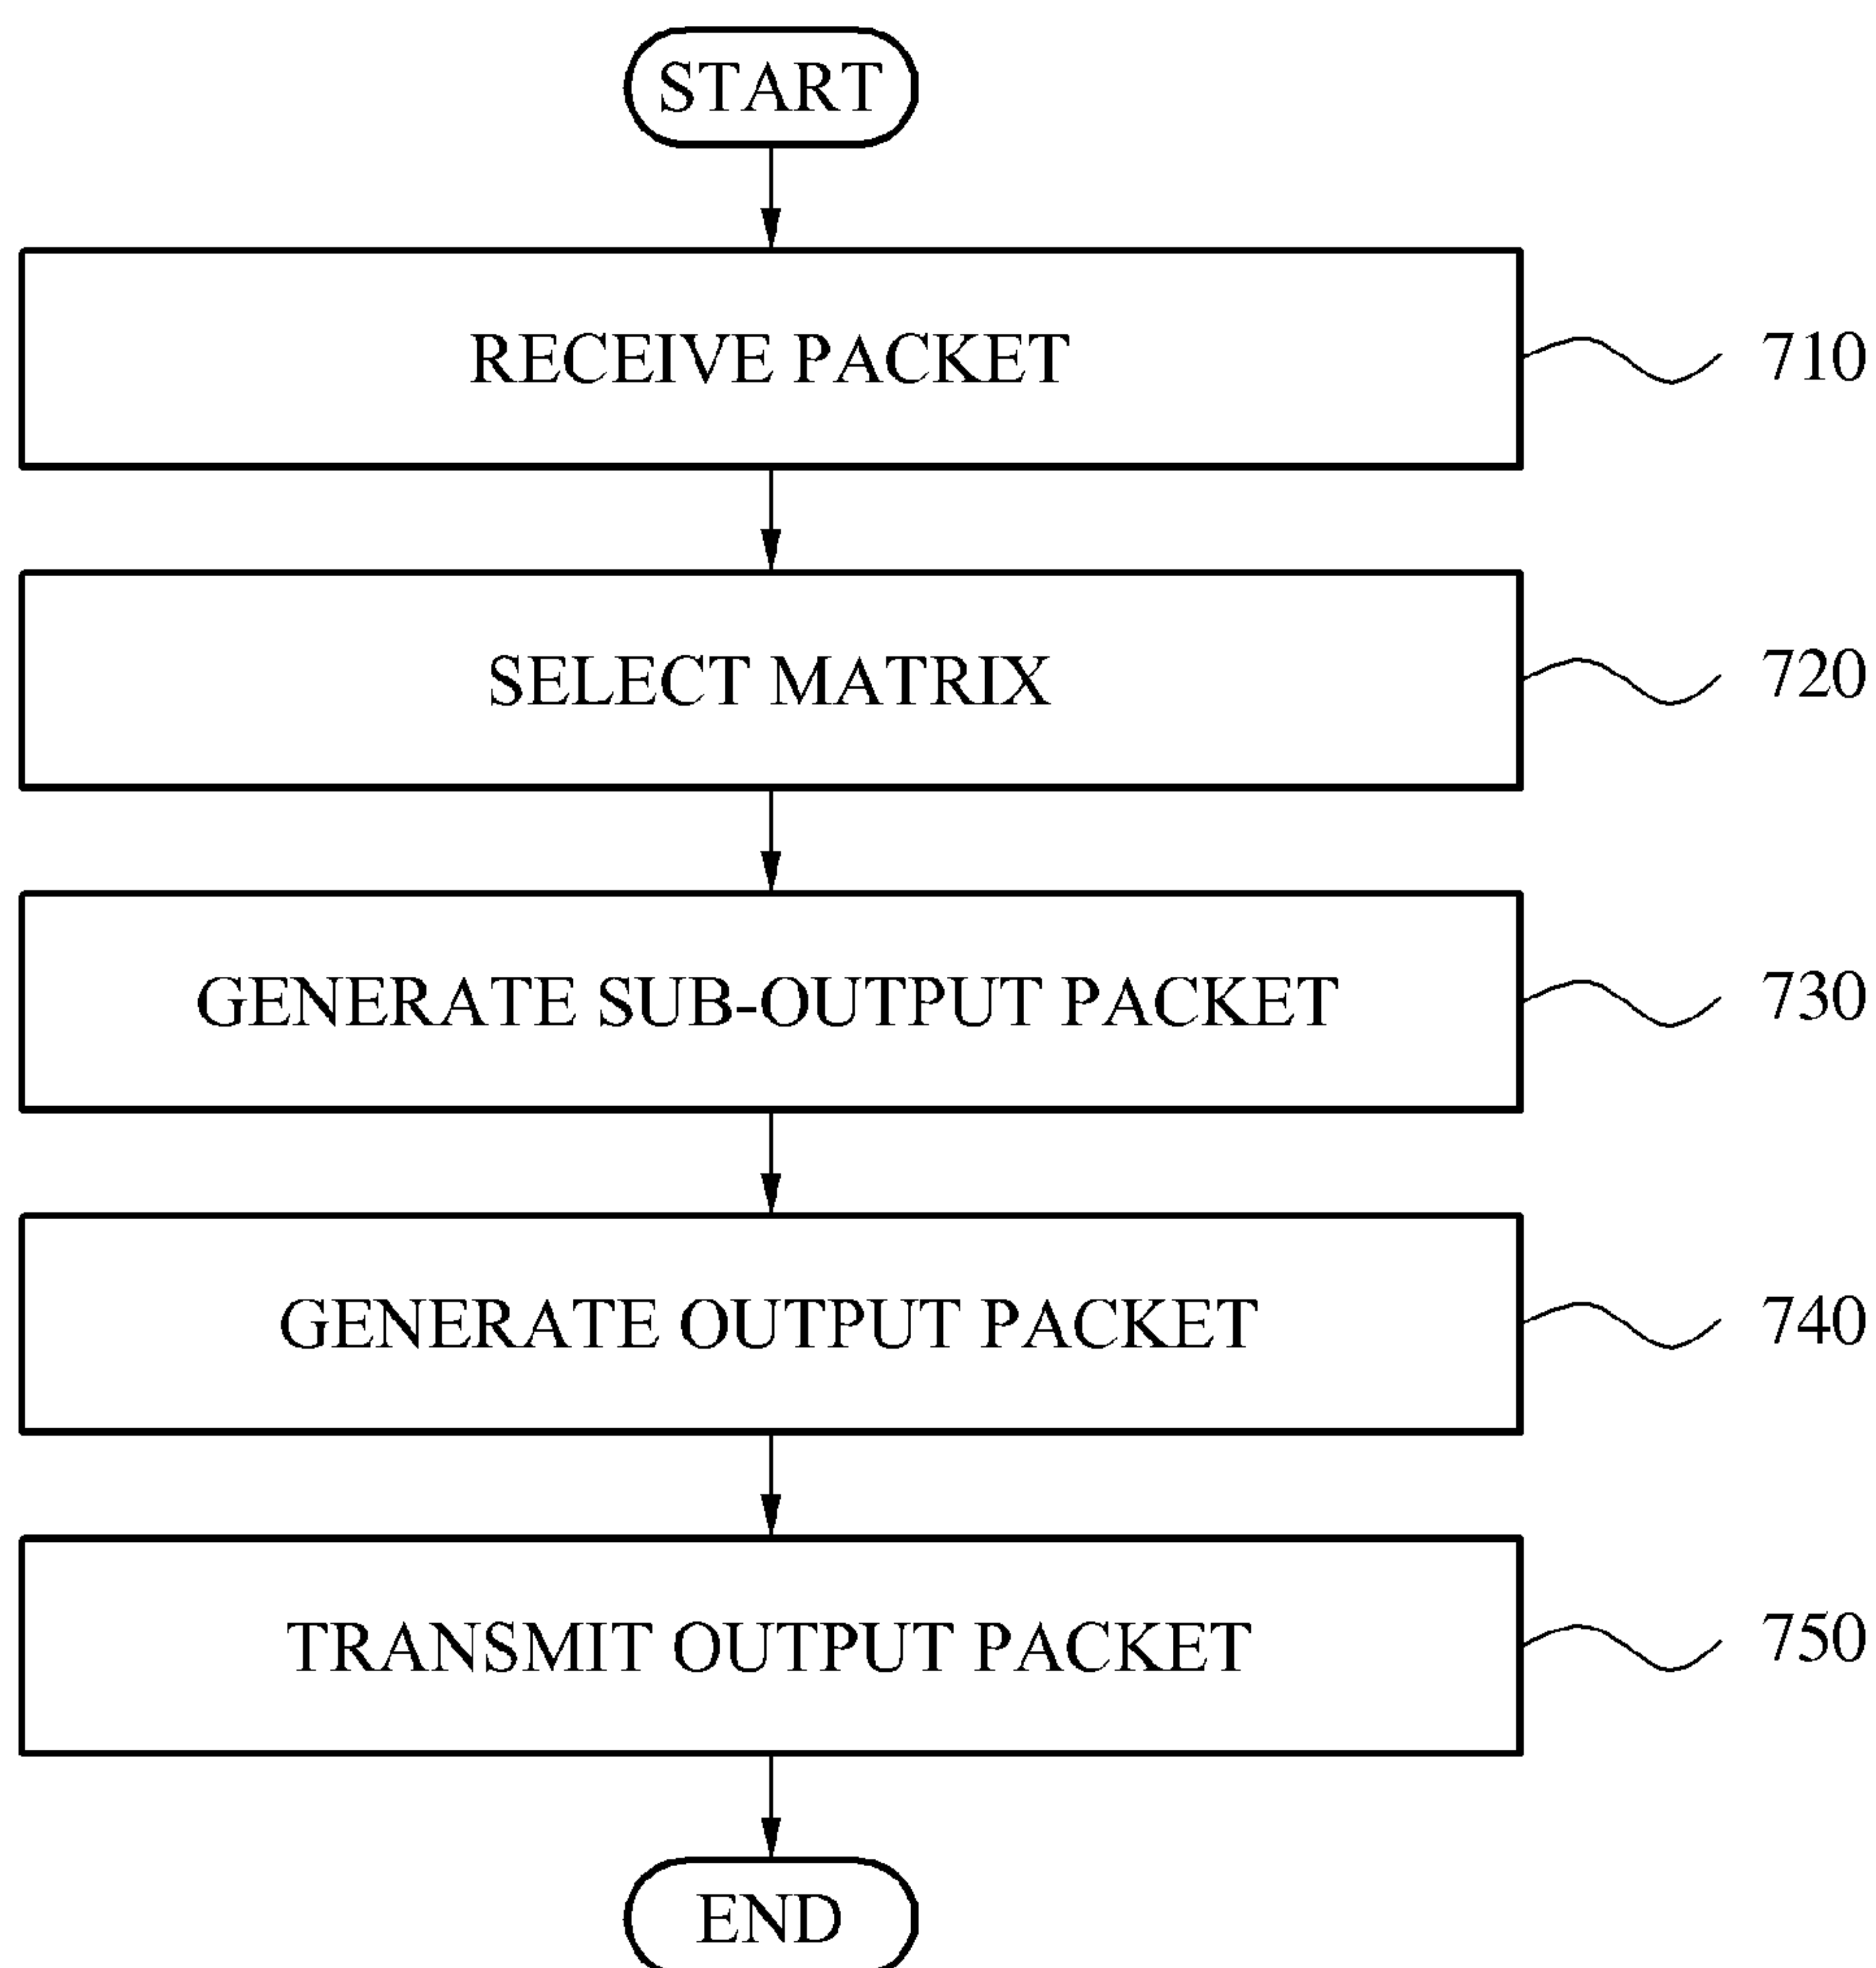 START
RECEIVE PACKET
710
SELECT MATRIX
720
GENERATE SUB-OUTPUT PACKET
730
GENERATE OUTPUT PACKET
740
TRANSMIT OUTPUT PACKET
750
END